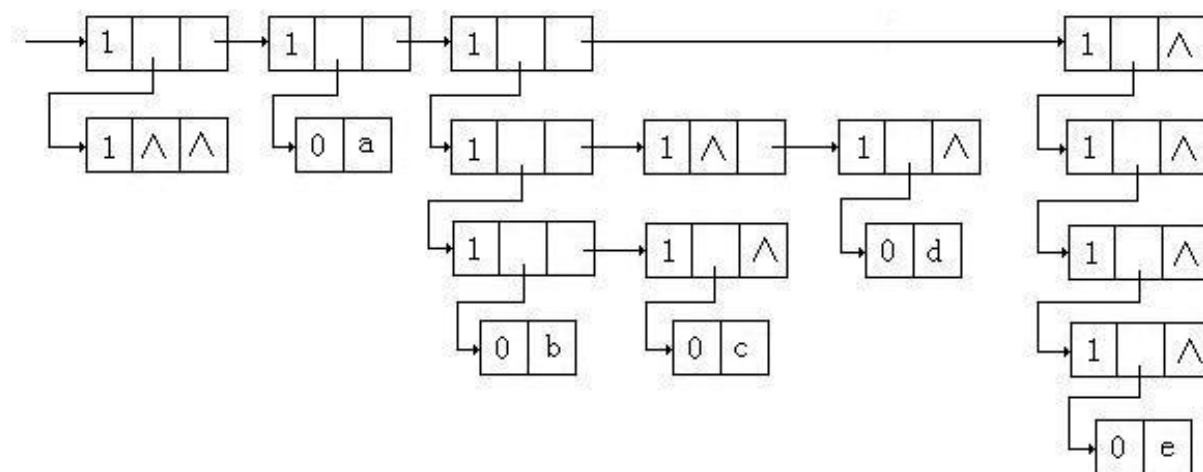 1 1 1 1 ∧
1 ∧ ∧ 0 a 1 1 ∧ 1 ∧ 1 ∧
1 1 ∧ 0 d 1 ∧
0 b 0 c 1 ∧
0 e